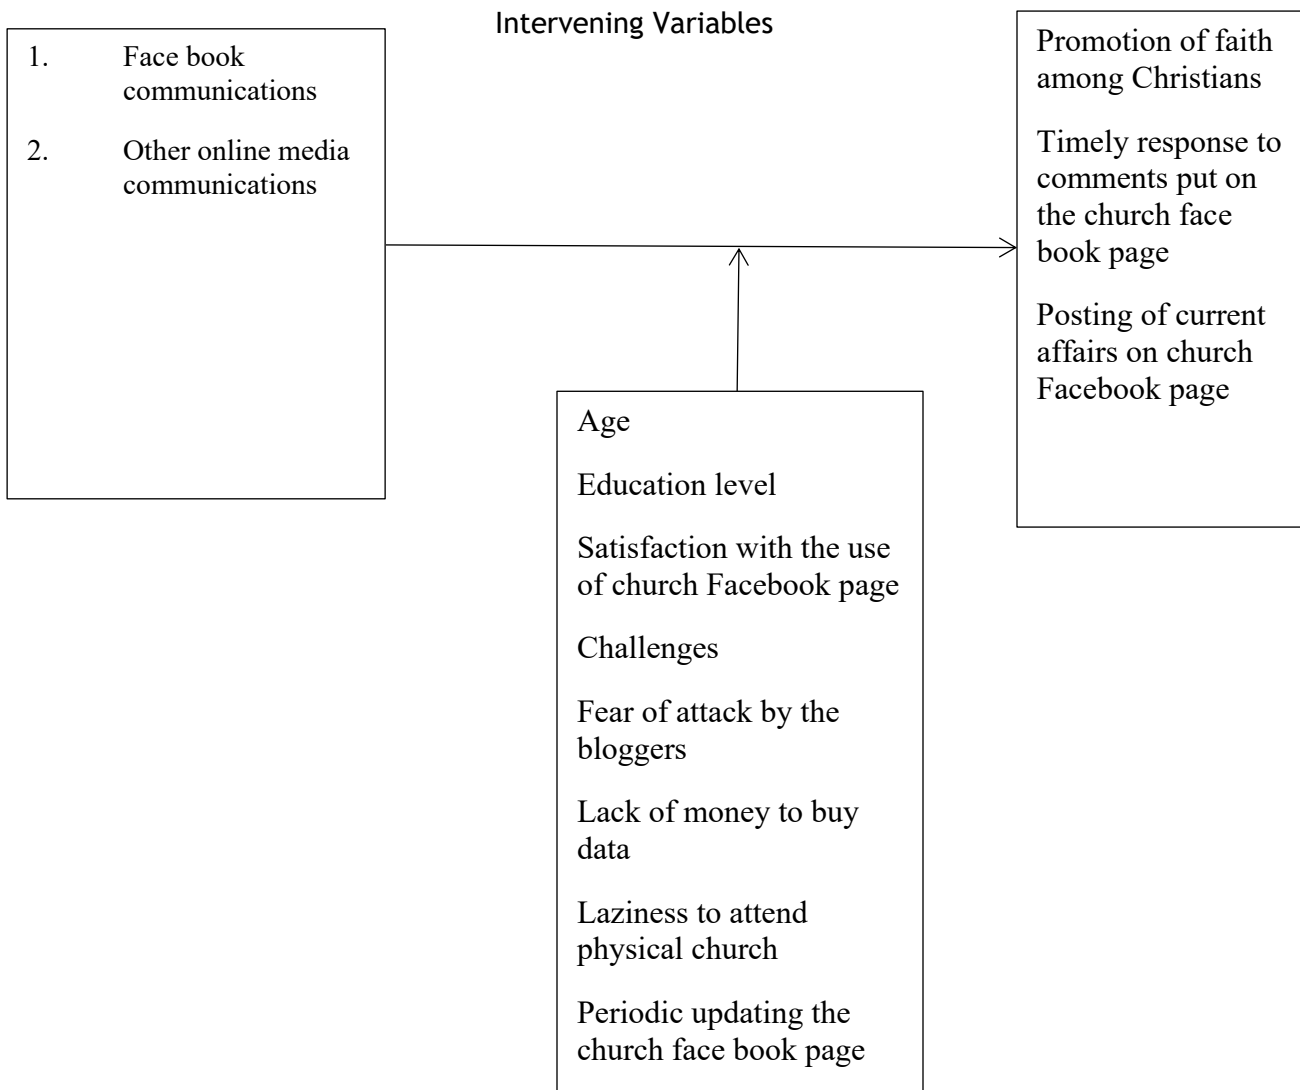 Intervening Variables
1. Face book
communications
2. Other online media
communications
Promotion of faith
among Christians
Timely response to
comments put on
the church face
book page
Posting of current
affairs on church
Facebook page
Age
Education level
Satisfaction with the use
of church Facebook page
Challenges
Fear of attack by the
bloggers
Lack of money to buy
data
Laziness to attend
physical church
Periodic updating the
church face book page